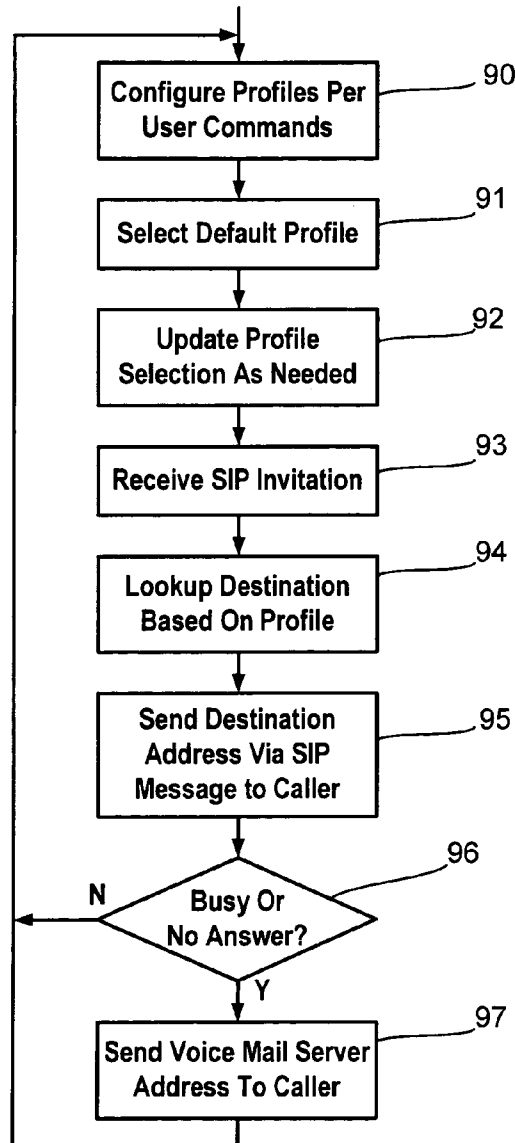 90
Configure Profiles Per
User Commands
91
Select Default Profile
92
Update Profile
Selection As Needed
93
Receive SIP Invitation
94
Lookup Destination
Based On Profile
95
Send Destination
Address Via SIP
Message to Caller
96
N
Busy Or
No Answer?
Y
97
Send Voice Mail Server
Address To Caller